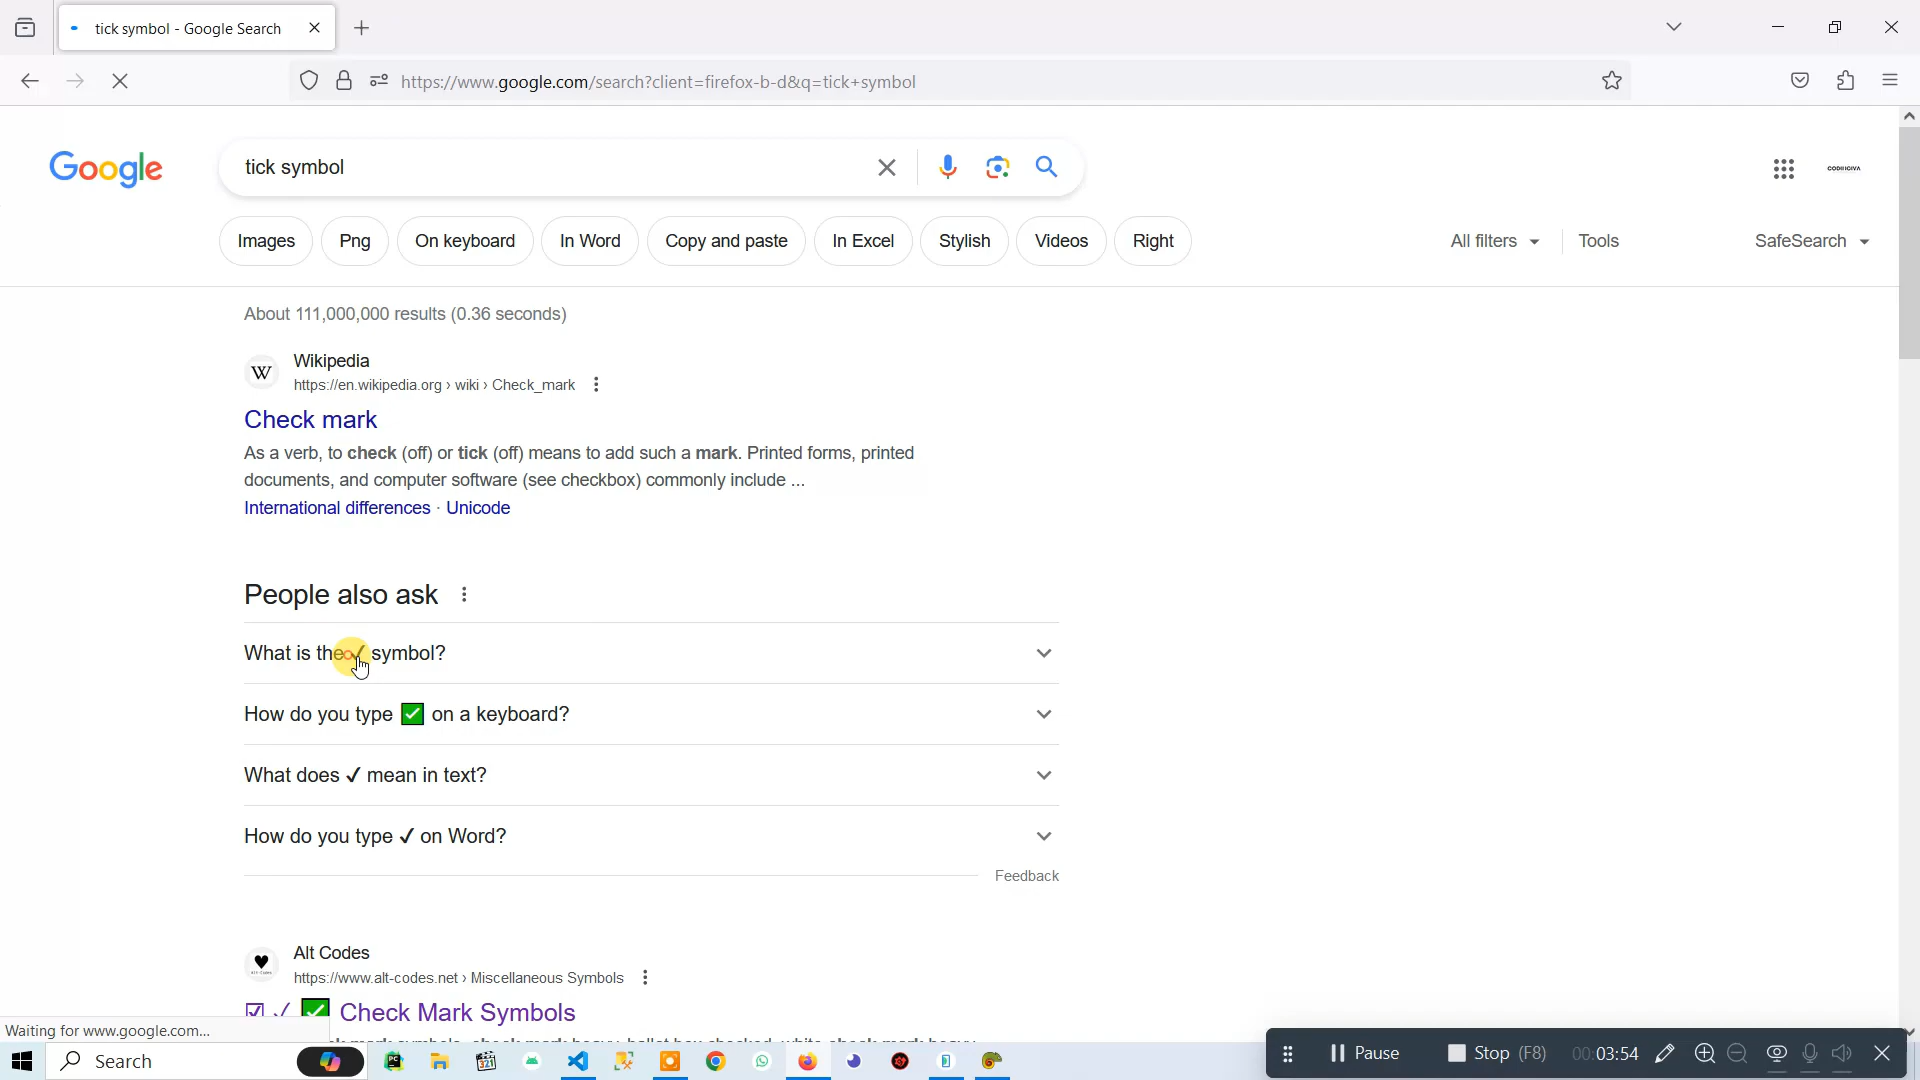 tick symbol - Google Search
https://www.google.com/search?client=firefox-b-d&q=tick+symbol
Google
tick symbol
CODINGIVA
Images
Png
On keyboard
In Word
Copy and paste
In Excel
Stylish
Videos
Right
All filters
Tools
SafeSearch
About 111,000,000 results (0.36 seconds)
W
Wikipedia
https://en.wikipedia.org › wiki › Check_mark
Check mark
As a verb, to check (off) or tick (off) means to add such a mark. Printed forms, printed
documents, and computer software (see checkbox) commonly include ...
International differences · Unicode
People also ask
What is the ✓ symbol?
How do you type ✅ on a keyboard?
What does ✓ mean in text?
How do you type ✓ on Word?
Feedback
Alt Codes
https://www.alt-codes.net › Miscellaneous Symbols
☑ ✓ ✅ Check Mark Symbols
Waiting for www.google.com...
Search
PC
321
Pause
Stop (F8)
00:03:54